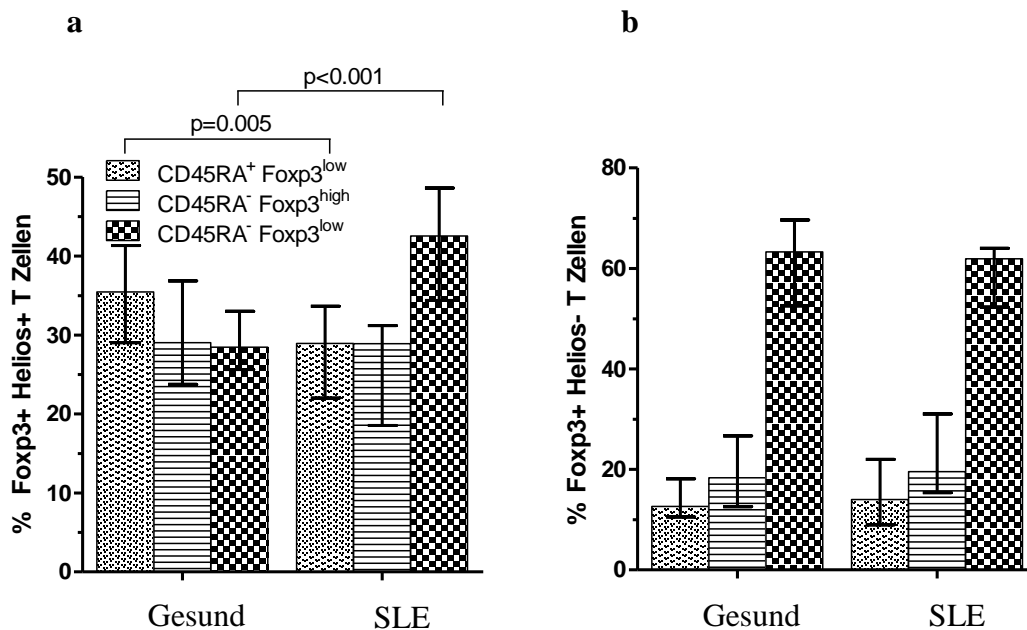 a
p<0.001
p=0.005
CD45RA⁺ Foxp3ˡᵒʷ
CD45RA⁻ Foxp3ʰⁱᵍʰ
CD45RA⁻ Foxp3ˡᵒʷ
% Foxp3+ Helios+ T Zellen
50
40
30
20
10
0
Gesund SLE
b
% Foxp3+ Helios- T Zellen
80
60
40
20
0
Gesund SLE